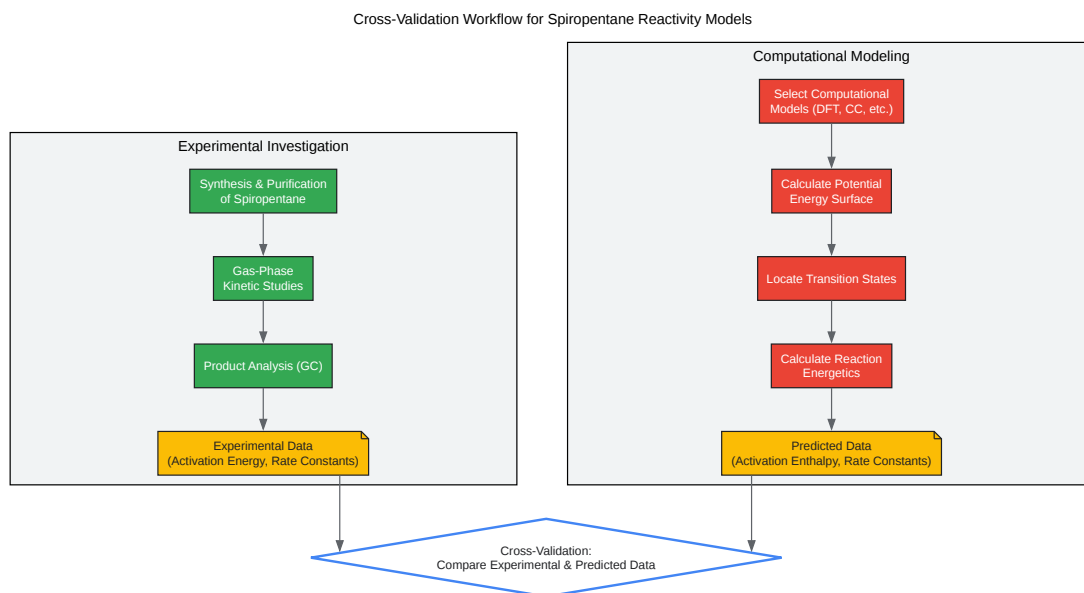 Cross-Validation Workflow for Spiropentane Reactivity Models
Experimental Investigation
Synthesis & Purification
of Spiropentane
Gas-Phase
Kinetic Studies
Product Analysis (GC)
Experimental Data
(Activation Energy, Rate Constants)
Computational Modeling
Select Computational
Models (DFT, CC, etc.)
Calculate Potential
Energy Surface
Locate Transition States
Calculate Reaction
Energetics
Predicted Data
(Activation Enthalpy, Rate Constants)
Cross-Validation:
Compare Experimental & Predicted Data